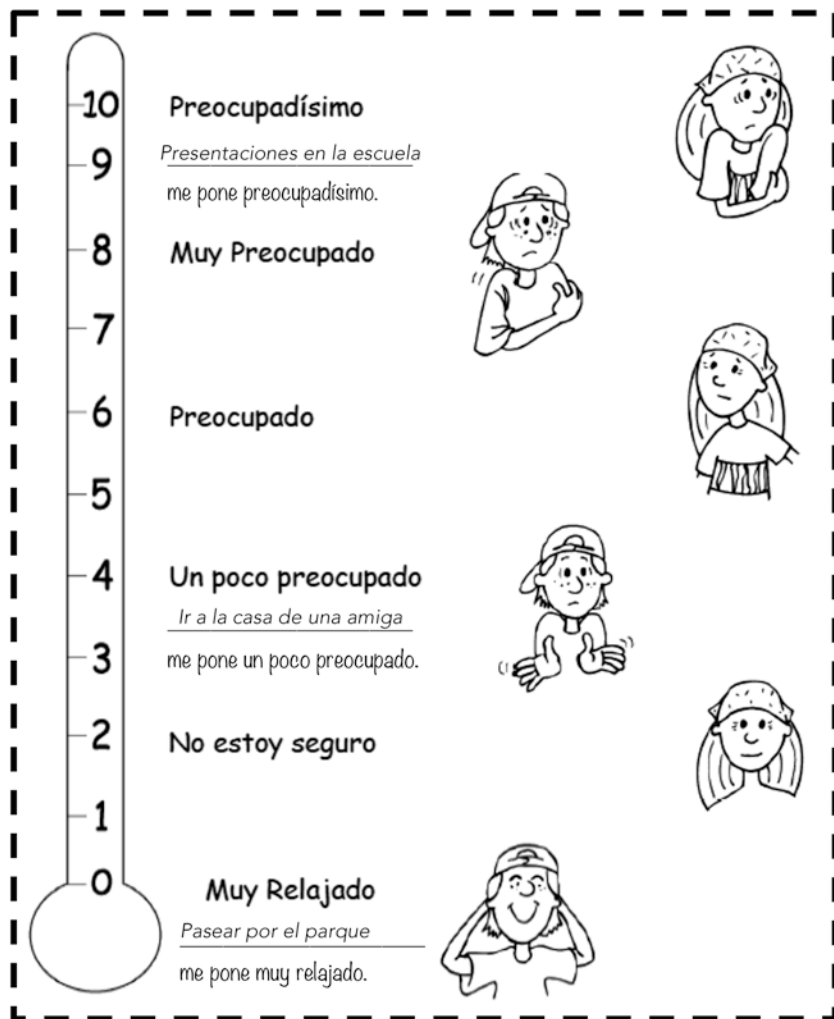 10 Preocupadísimo
Presentaciones en la escuela
9
me pone preocupadísimo.
8 Muy Preocupado
7
6 Preocupado
5
4 Un poco preocupado
Ir a la casa de una amiga
3 me pone un poco preocupado.
2 No estoy seguro
1
0 Muy Relajado
Pasear por el parque
me pone muy relajado.